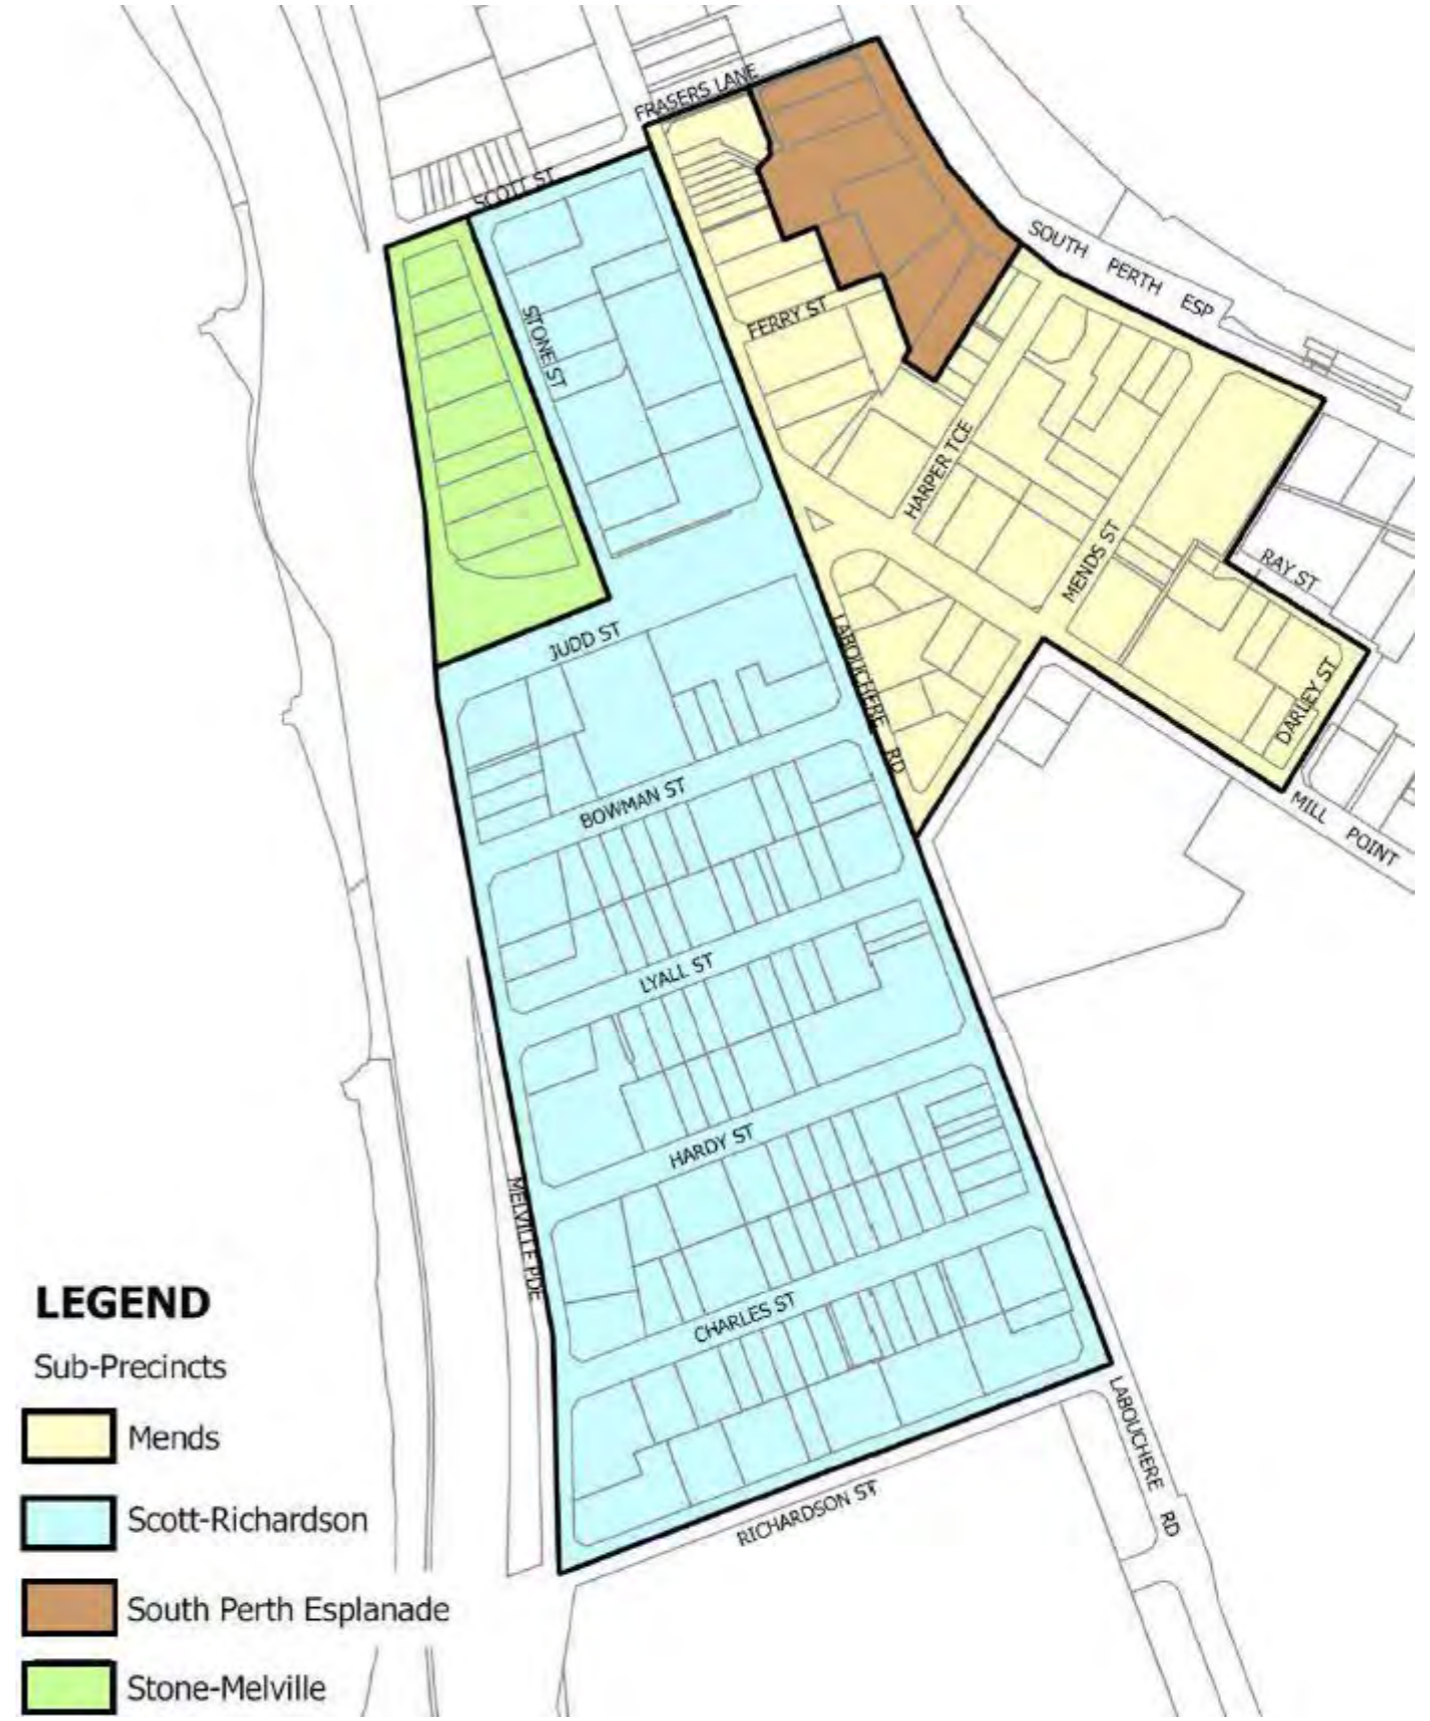 FRASERS LANE
SCOTT ST
SOUTH PERTH ESP
STONE ST
FERRY ST
HARPER TCE
MENDS ST
RAY ST
JUDD ST
LABOUCHERE RD
DARLEY ST
BOWMAN ST
MILL POINT
LYALL ST
HARDY ST
MELVILLE PDE
CHARLES ST
LABOUCHERE RD
RICHARDSON ST
LEGEND
Sub-Precincts
Mends
Scott-Richardson
South Perth Esplanade
Stone-Melville